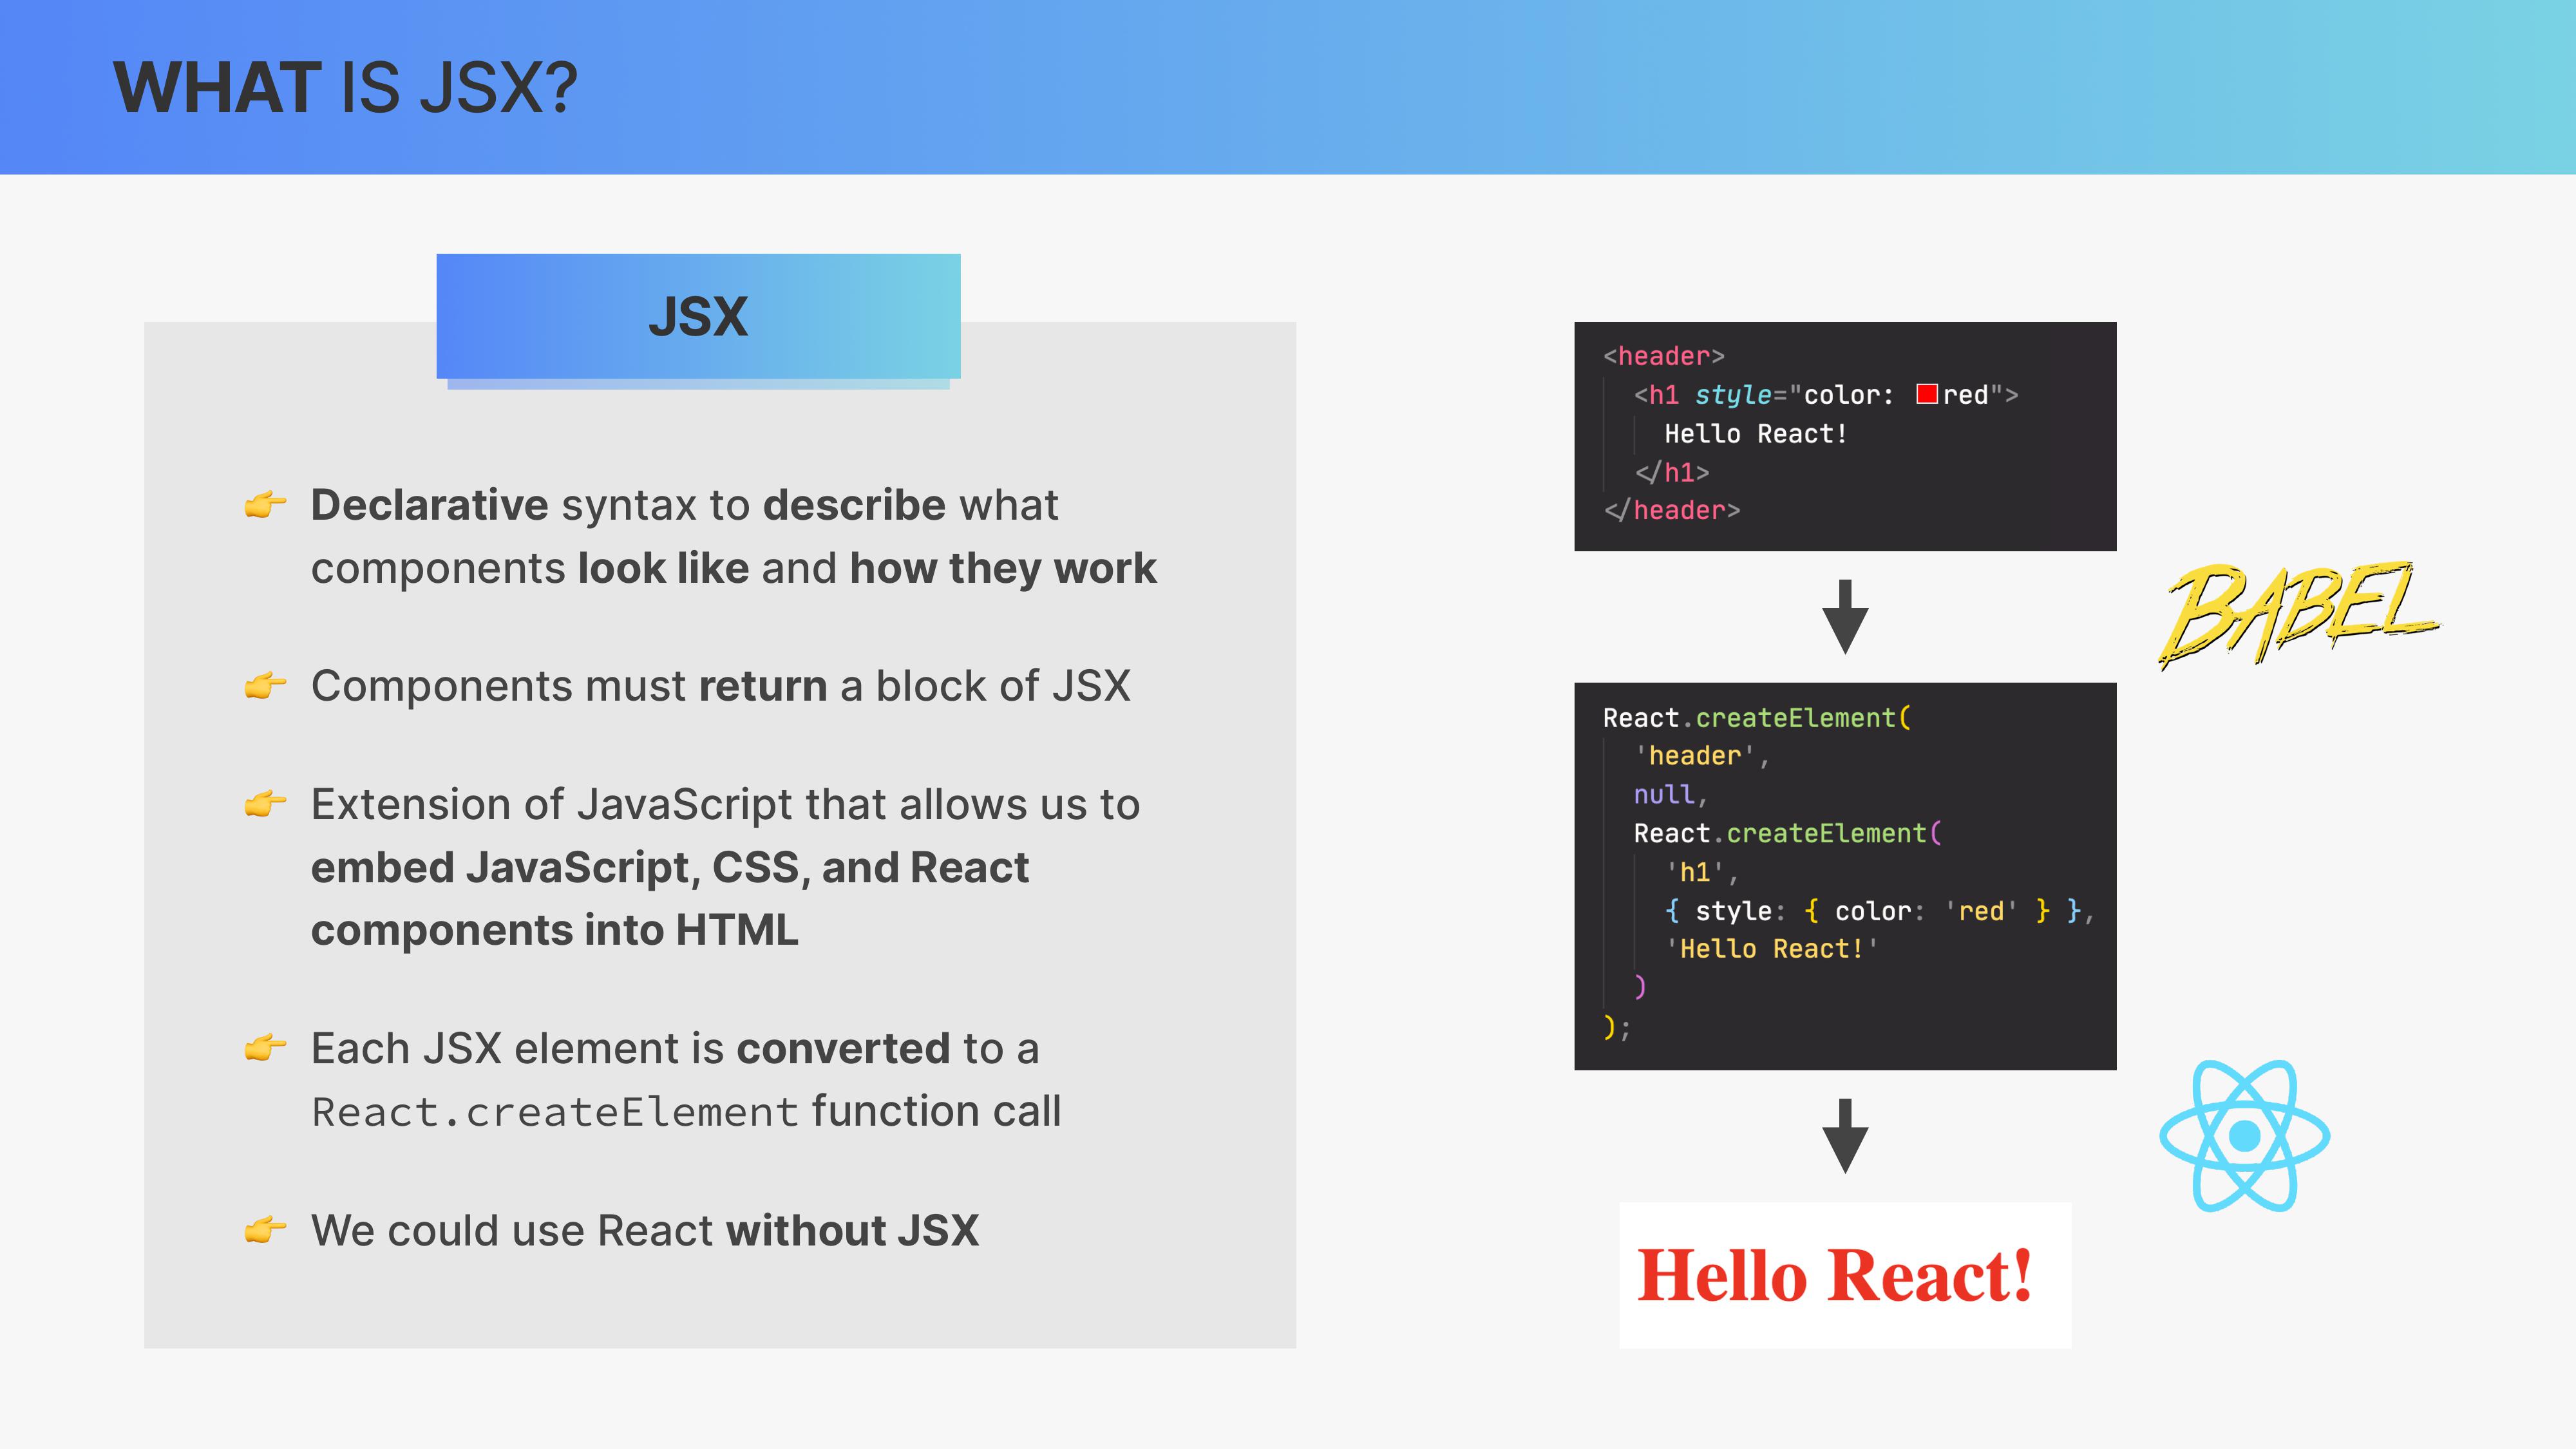 WHAT IS JSX?
JSX
👉 Declarative syntax to describe what
components look like and how they work
👉 Components must return a block of JSX
👉 Extension of JavaScript that allows us to
embed JavaScript, CSS, and React
components into HTML
👉 Each JSX element is converted to a
React.createElement function call
👉 We could use React without JSX
<header>
<h1 style="color: red">
Hello React!
</h1>
</header>
BABEL
React.createElement(
'header',
null,
React.createElement(
'h1',
{ style: { color: 'red' } },
'Hello React!'
)
);
Hello React!